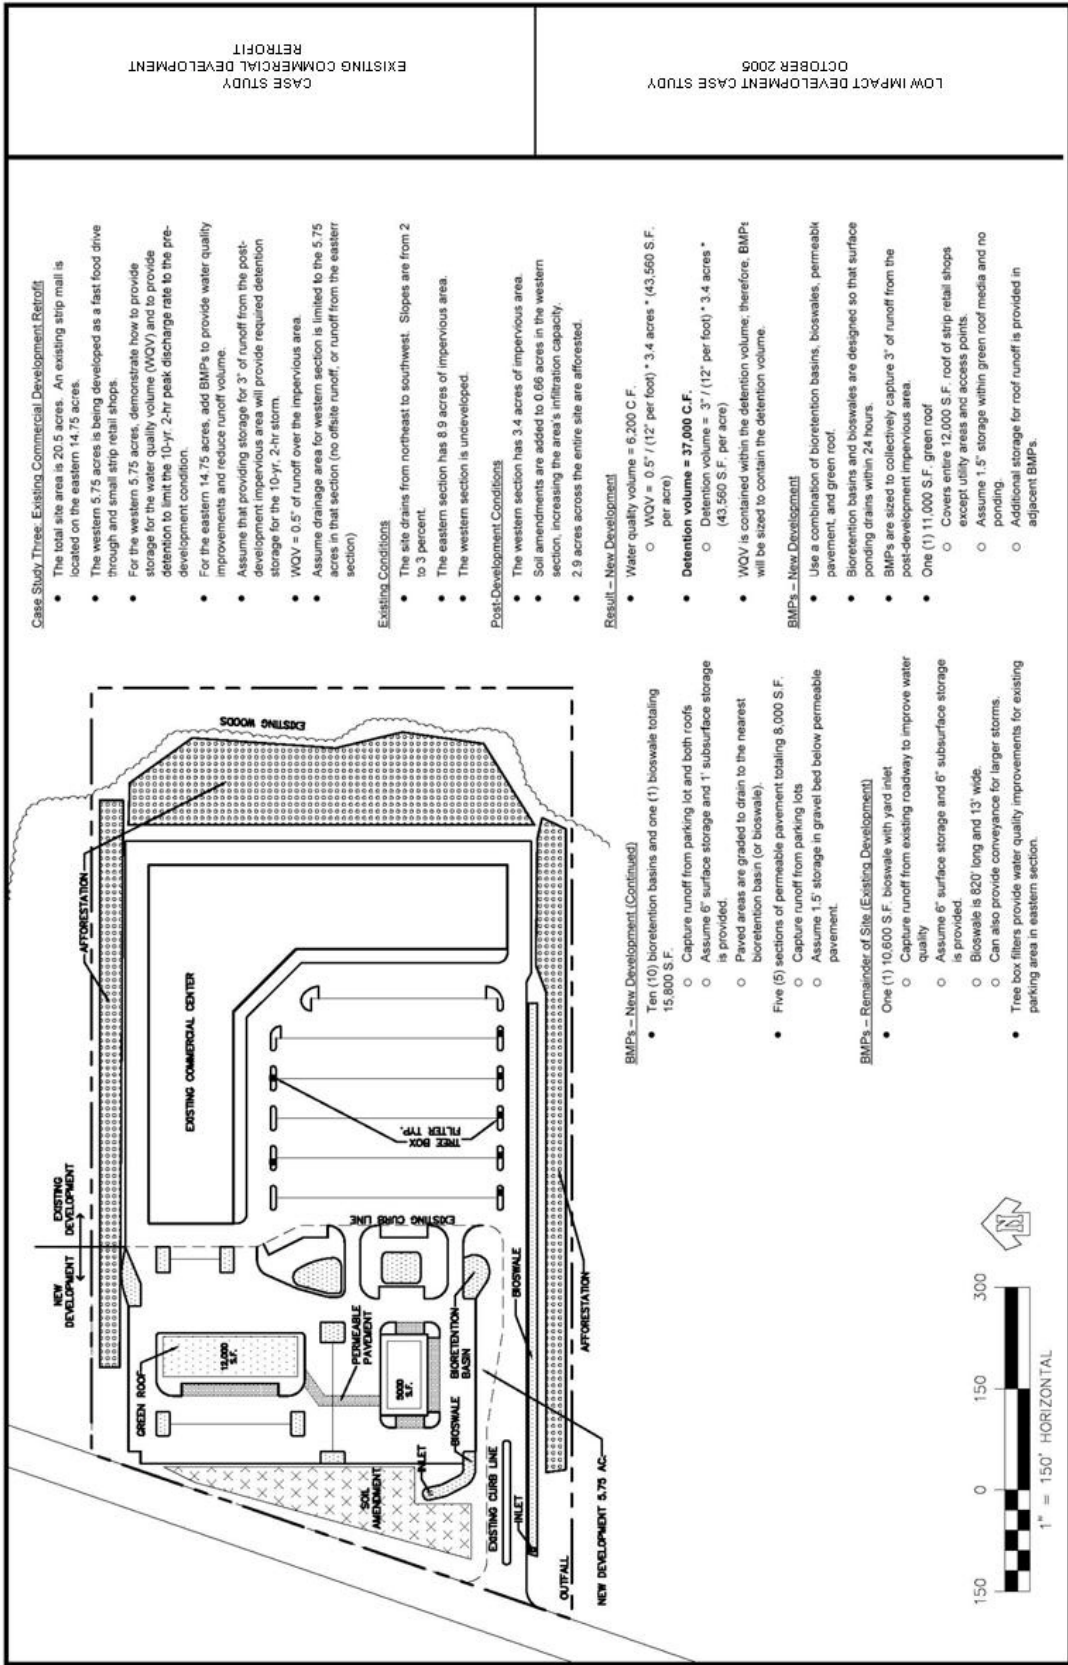 Case Study Three: Existing Commercial Development Retrofit
• The total site area is 20.5 acres. An existing strip mall is
located on the eastern 14.75 acres.
• The western 5.75 acres is being developed as a fast food drive
through and small strip retail shops.
• For the western 5.75 acres, demonstrate how to provide
storage for the water quality volume (WQV) and to provide
detention to limit the 10-yr, 2-hr peak discharge rate to the pre-
development condition.
• For the eastern 14.75 acres, add BMPs to provide water quality
improvements and reduce runoff volume.
• Assume that providing storage for 3" of runoff from the post-
development impervious area will provide required detention
storage for the 10-yr, 2-hr storm.
• WQV = 0.5" of runoff over the impervious area.
• Assume drainage area for western section is limited to the 5.75
acres in that section (no offsite runoff, or runoff from the eastern
section)
Existing Conditions
• The site drains from northeast to southwest. Slopes are from 2
to 3 percent.
• The eastern section has 8.9 acres of impervious area.
• The western section is undeveloped.
Post-Development Conditions
• The western section has 3.4 acres of impervious area.
• Soil amendments are added to 0.66 acres in the western
section, increasing the area's infiltration capacity.
• 2.9 acres across the entire site are afforested.
Result – New Development
• Water quality volume = 6,200 C.F.
○ WQV = 0.5" / (12" per foot) * 3.4 acres * (43,560 S.F.
per acre)
• Detention volume = 37,000 C.F.
○ Detention volume = 3" / (12" per foot) * 3.4 acres *
(43,560 S.F. per acre)
• WQV is contained within the detention volume; therefore, BMPs
will be sized to contain the detention volume.
BMPs – New Development
• Use a combination of bioretention basins, bioswales, permeable
pavement, and green roof.
• Bioretention basins and bioswales are designed so that surface
ponding drains within 24 hours.
• BMPs are sized to collectively capture 3" of runoff from the
post-development impervious area.
• One (1) 11,000 S.F. green roof
○ Covers entire 12,000 S.F. roof of strip retail shops
except utility areas and access points.
○ Assume 1.5" storage within green roof media and no
ponding.
○ Additional storage for roof runoff is provided in
adjacent BMPs.
BMPs – New Development (Continued)
• Ten (10) bioretention basins and one (1) bioswale totaling
15,800 S.F.
○ Capture runoff from parking lot and both roofs
○ Assume 6" surface storage and 1' subsurface storage
is provided.
○ Paved areas are graded to drain to the nearest
bioretention basin (or bioswale).
• Five (5) sections of permeable pavement totaling 8,000 S.F.
○ Capture runoff from parking lots
○ Assume 1.5' storage in gravel bed below permeable
pavement.
BMPs – Remainder of Site (Existing Development)
• One (1) 10,600 S.F. bioswale with yard inlet
○ Capture runoff from existing roadway to improve water
quality
○ Assume 6" surface storage and 6" subsurface storage
is provided.
○ Bioswale is 820' long and 13' wide.
○ Can also provide conveyance for larger storms.
• Tree box filters provide water quality improvements for existing
parking area in eastern section.
NEW
DEVELOPMENT
EXISTING
DEVELOPMENT
AFFORESTATION
EXISTING WOODS
EXISTING COMMERCIAL CENTER
GREEN ROOF
12,000
S.F.
PERMEABLE
PAVEMENT
5000
S.F.
TREE BOX
FILTER TYP.
EXISTING CURB LINE
SOIL
AMENDMENT
INLET
BIOSWALE
BIORETENTION
BASIN
BIOSWALE
EXISTING CURB LINE
INLET
OUTFALL
AFFORESTATION
NEW DEVELOPMENT 5.75 AC.
150
0
150
300
1" = 150' HORIZONTAL
N
CASE STUDY
EXISTING COMMERCIAL DEVELOPMENT
RETROFIT
LOW IMPACT DEVELOPMENT CASE STUDY
OCTOBER 2005